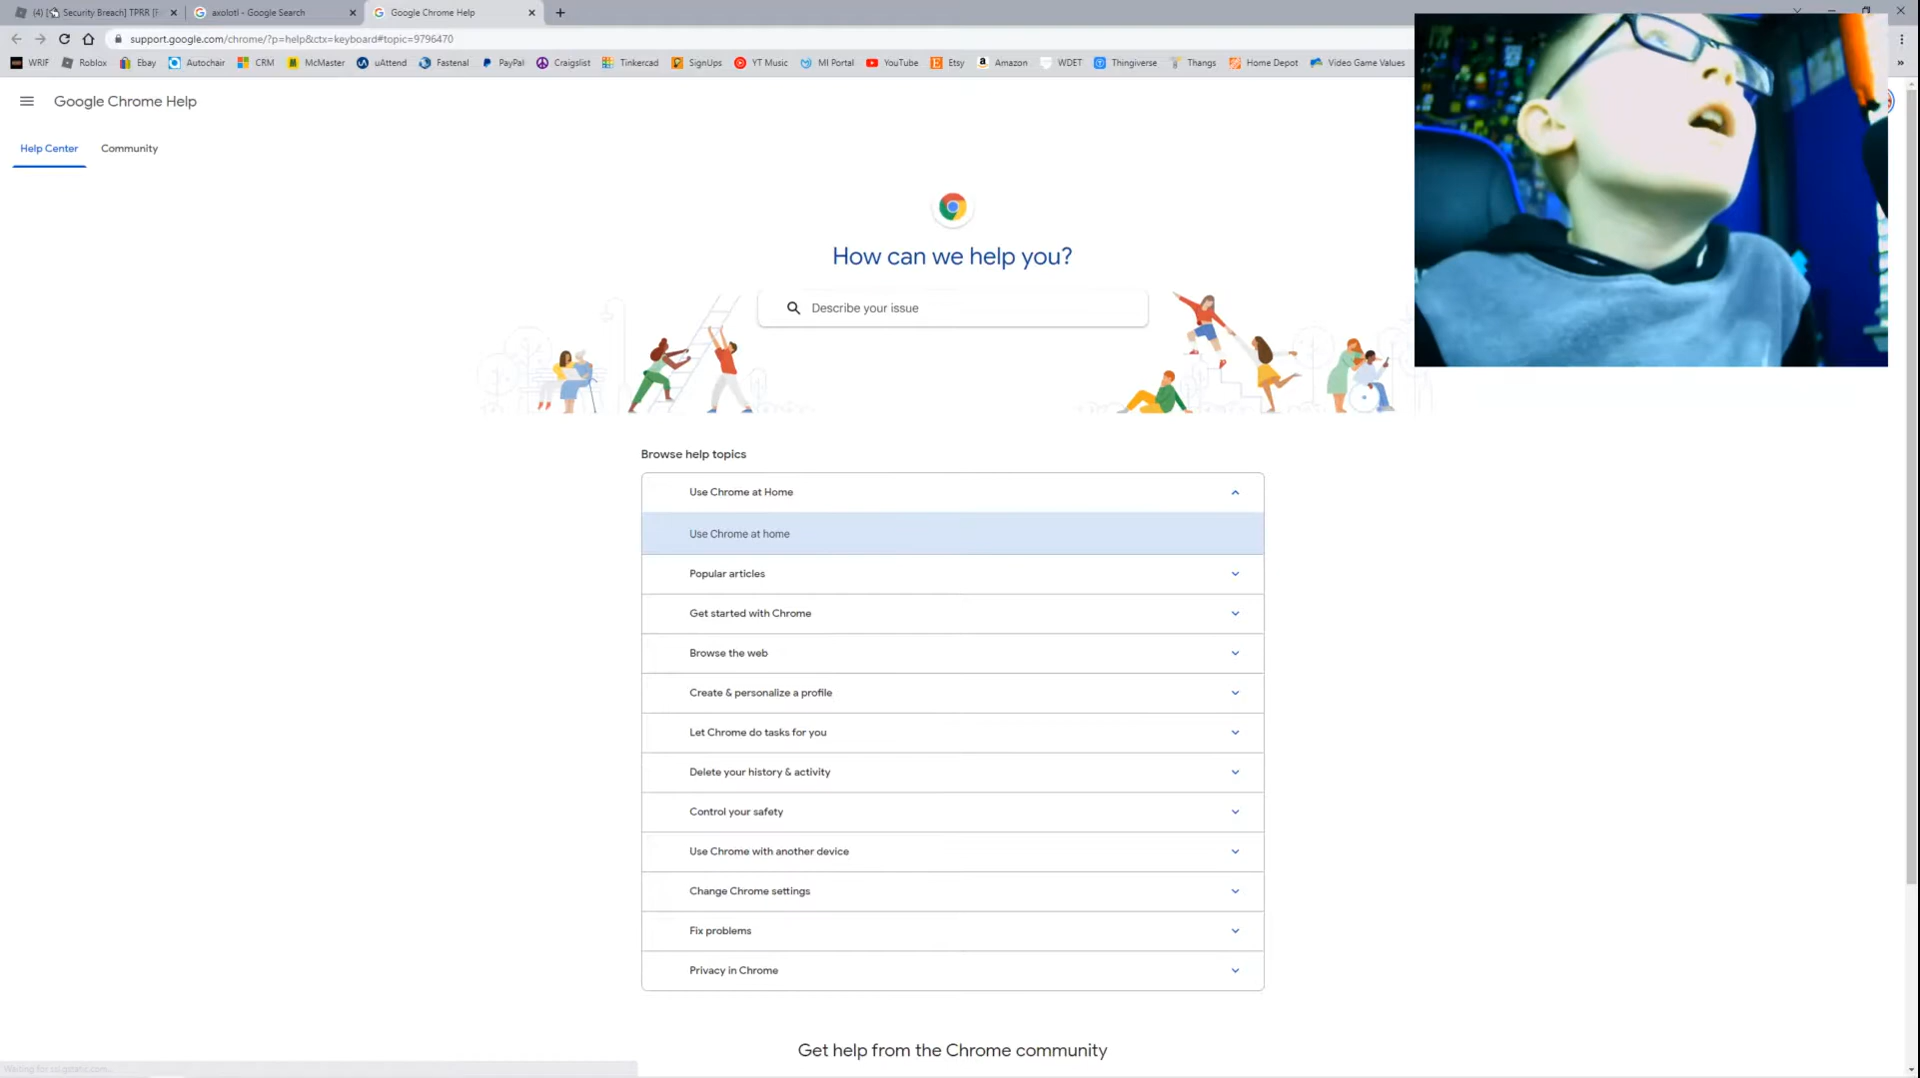 (4) [ Security Breach] TPRR [F
axolotl - Google Search
Google Chrome Help
support.google.com/chrome/?p=help&ctx=keyboard#topic=9796470
WRIF Roblox Ebay Autochair CRM McMaster uAttend Fastenal PayPal Craigslist Tinkercad SignUps YT Music MI Portal YouTube Etsy Amazon WDET Thingiverse Thangs Home Depot Video Game Values
Google Chrome Help
Help Center Community
How can we help you?
Describe your issue
Browse help topics
Use Chrome at Home
Use Chrome at home
Popular articles
Get started with Chrome
Browse the web
Create & personalize a profile
Let Chrome do tasks for you
Delete your history & activity
Control your safety
Use Chrome with another device
Change Chrome settings
Fix problems
Privacy in Chrome
Get help from the Chrome community
Waiting for ssl.gstatic.com...